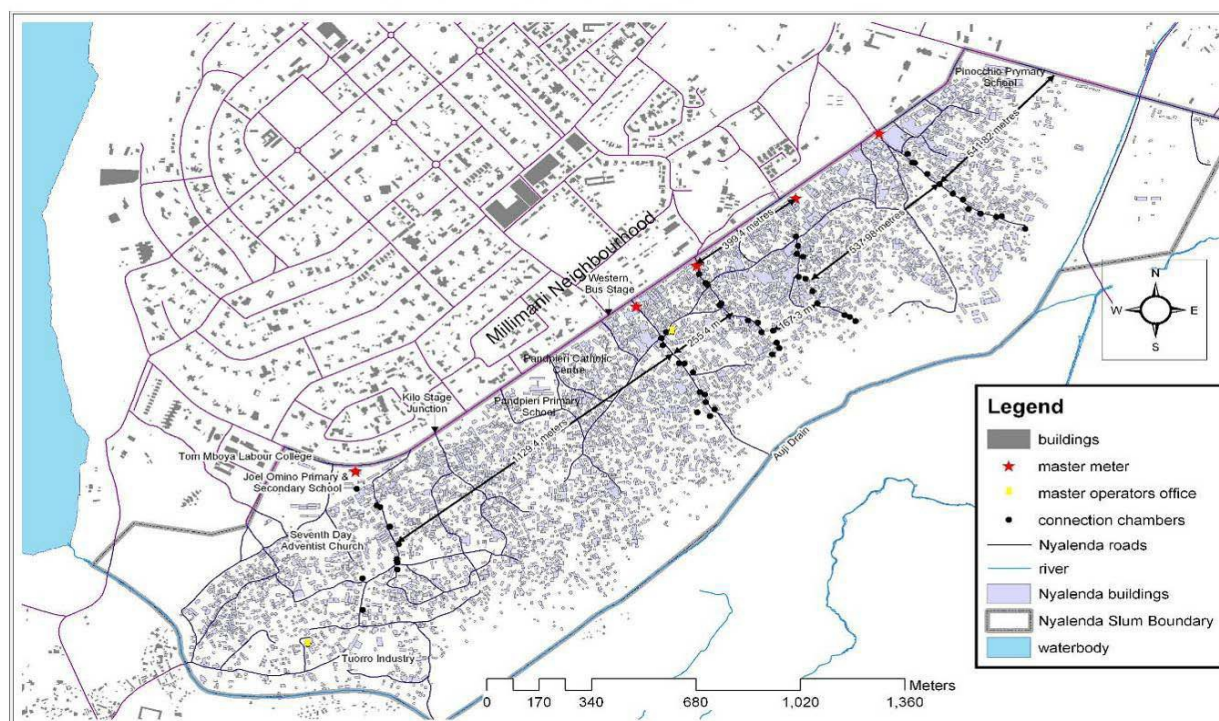 Pinocchio Prymary
School
541.82 metres
537.98 metres
399.4 metres
Millimani Neighbourhood
Western
Bus Stage
167.3 m
255.4 m
Pandpieri Catholic
Centre
Kilo Stage
Junction
Pandpieri Primary
School
1129.4 meters
Auji Drain
Tom Mboya Labour College
Joel Omino Primary &
Secondary School
Seventh Day
Adventist Church
Tuorro Industry
N
W
E
S
Legend
buildings
master meter
master operators office
connection chambers
Nyalenda roads
river
Nyalenda buildings
Nyalenda Slum Boundary
waterbody
Meters
0 170 340 680 1,020 1,360